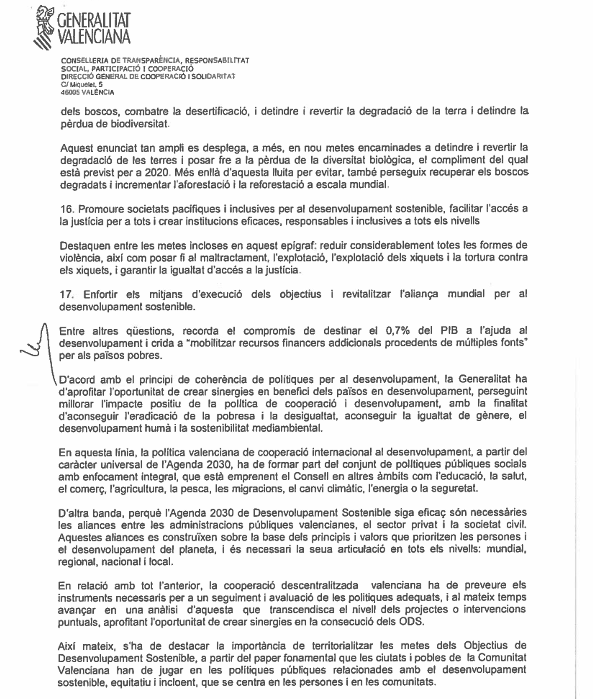 GENERALITAT
VALENCIANA
CONSELLERIA DE TRANSPARÈNCIA, RESPONSABILITAT
SOCIAL, PARTICIPACIÓ I COOPERACIÓ
DIRECCIÓ GENERAL DE COOPERACIÓ I SOLIDARITAT
C/ Miquelet, 5
46005 VALÈNCIA
dels boscos, combatre la desertificació, i detindre i revertir la degradació de la terra i detindre la
pèrdua de biodiversitat.
Aquest enunciat tan ampli es desplega, a més, en nou metes encaminades a detindre i revertir la
degradació de les terres i posar fre a la pèrdua de la diversitat biològica, el compliment del qual
està previst per a 2020. Més enllà d'aquesta lluita per evitar, també perseguix recuperar els boscos
degradats i incrementar l'aforestació i la reforestació a escala mundial.
16. Promoure societats pacífiques i inclusives per al desenvolupament sostenible, facilitar l'accés a
la justícia per a tots i crear institucions eficaces, responsables i inclusives a tots els nivells
Destaquen entre les metes incloses en aquest epígraf: reduir considerablement totes les formes de
violència, així com posar fi al maltractament, l'explotació, l'explotació dels xiquets i la tortura contra
els xiquets, i garantir la igualtat d'accés a la justícia.
17. Enfortir els mitjans d'execució dels objectius i revitalitzar l'aliança mundial per al
desenvolupament sostenible.
Entre altres qüestions, recorda el compromís de destinar el 0,7% del PIB a l'ajuda al
desenvolupament i crida a "mobilitzar recursos financers addicionals procedents de múltiples fonts"
per als països pobres.
D'acord amb el principi de coherència de polítiques per al desenvolupament, la Generalitat ha
d'aprofitar l'oportunitat de crear sinergies en benefici dels països en desenvolupament, perseguint
millorar l'impacte positiu de la política de cooperació i desenvolupament, amb la finalitat
d'aconseguir l'eradicació de la pobresa i la desigualtat, aconseguir la igualtat de gènere, el
desenvolupament humà i la sostenibilitat mediambiental.
En aquesta línia, la política valenciana de cooperació internacional al desenvolupament, a partir del
caràcter universal de l'Agenda 2030, ha de formar part del conjunt de polítiques públiques socials
amb enfocament integral, que està emprenent el Consell en altres àmbits com l'educació, la salut,
el comerç, l'agricultura, la pesca, les migracions, el canvi climàtic, l'energia o la seguretat.
D'altra banda, perquè l'Agenda 2030 de Desenvolupament Sostenible siga eficaç són necessàries
les aliances entre les administracions públiques valencianes, el sector privat i la societat civil.
Aquestes aliances es construïxen sobre la base dels principis i valors que prioritzen les persones i
el desenvolupament del planeta, i és necessari la seua articulació en tots els nivells: mundial,
regional, nacional i local.
En relació amb tot l'anterior, la cooperació descentralitzada valenciana ha de preveure els
instruments necessaris per a un seguiment i avaluació de les polítiques adequats, i al mateix temps
avançar en una anàlisi d'aquesta que transcendisca el nivell dels projectes o intervencions
puntuals, aprofitant l'oportunitat de crear sinergies en la consecució dels ODS.
Així mateix, s'ha de destacar la importància de territorialitzar les metes dels Objectius de
Desenvolupament Sostenible, a partir del paper fonamental que les ciutats i pobles de la Comunitat
Valenciana han de jugar en les polítiques públiques relacionades amb el desenvolupament
sostenible, equitatiu i incloent, que se centra en les persones i en les comunitats.